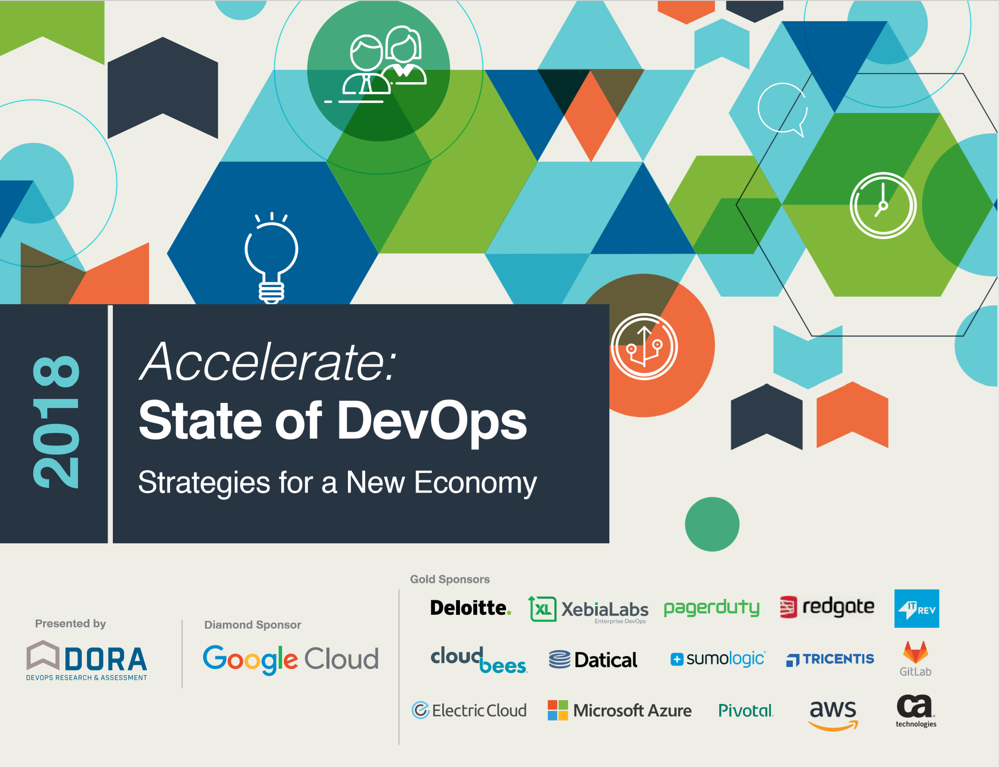 2018
Accelerate:
State of DevOps
Strategies for a New Economy
Presented by
DORA
DEVOPS RESEARCH & ASSESSMENT
Diamond Sponsor
Google Cloud
Gold Sponsors
Deloitte.
XL XebiaLabs
Enterprise DevOps
pagerduty
redgate
IT REV
cloudbees
Datical
sumologic
TRICENTIS
GitLab
Electric Cloud
Microsoft Azure
Pivotal
aws
ca
technologies